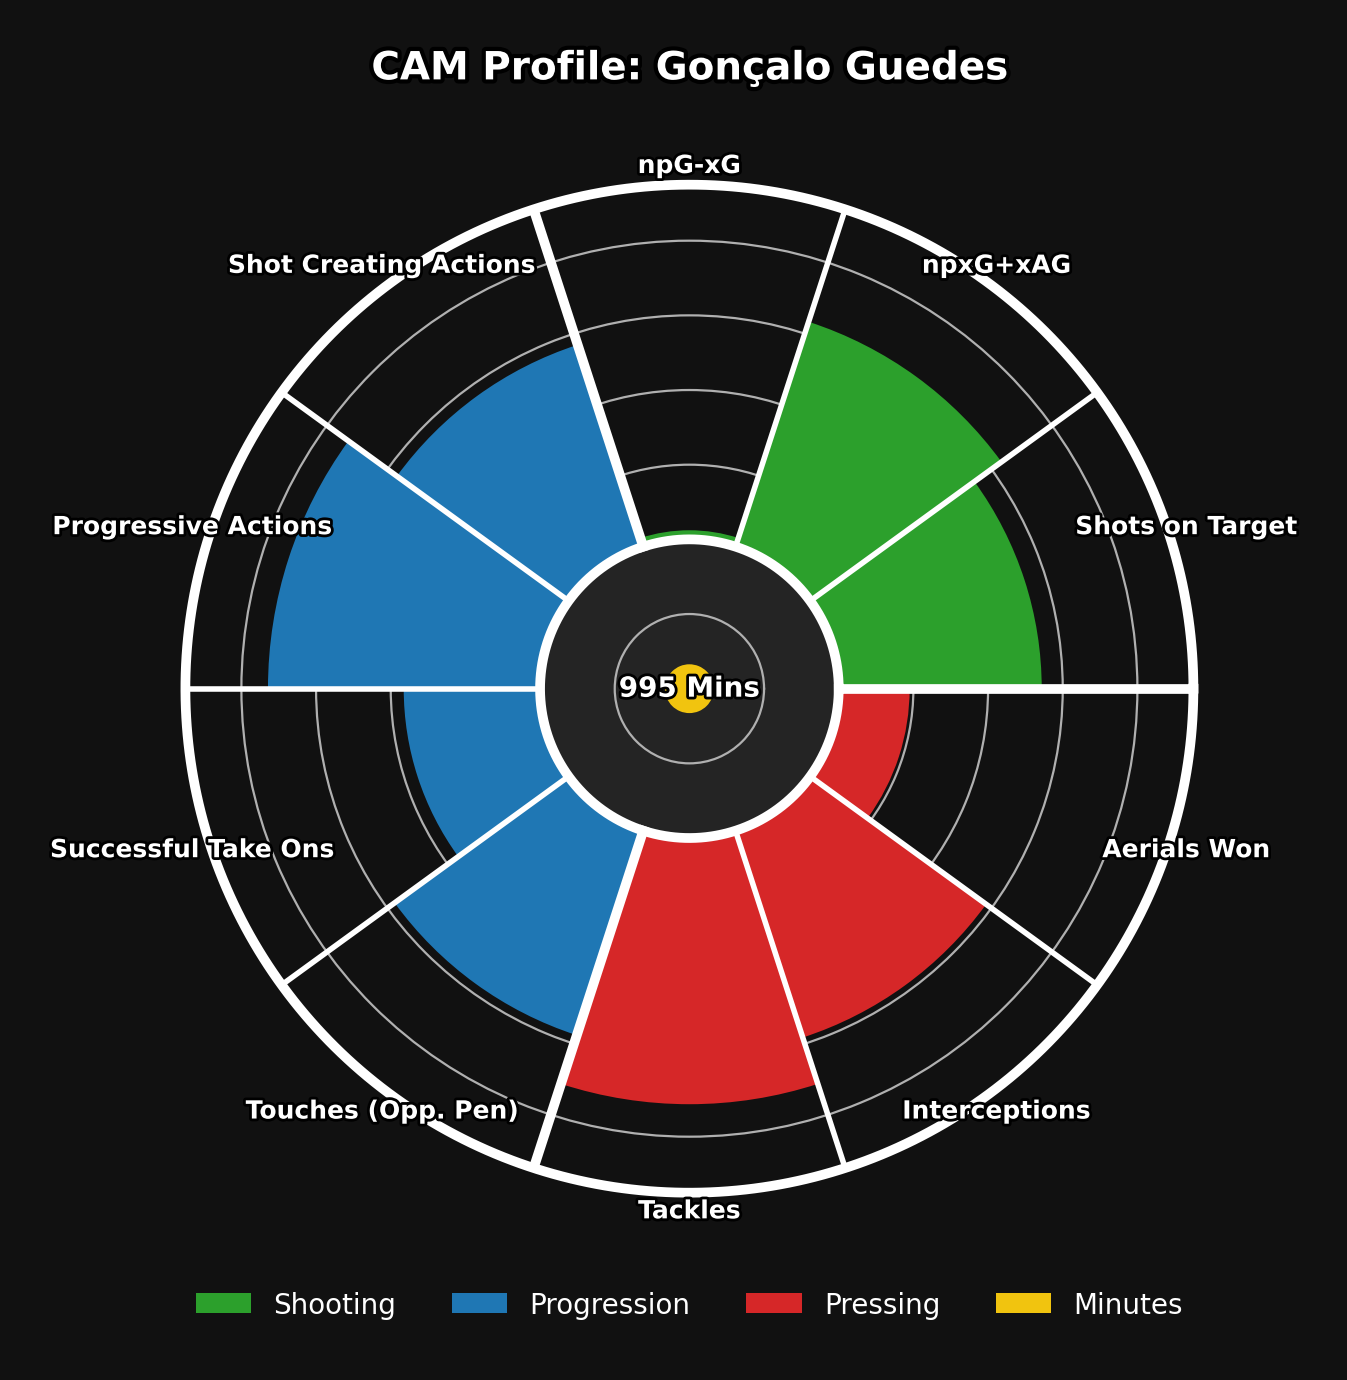 CAM Profile: Gonçalo Guedes
npG-xG
Shot Creating Actions
npxG+xAG
Progressive Actions
Shots on Target
995 Mins
Successful Take Ons
Aerials Won
Touches (Opp. Pen)
Interceptions
Tackles
Shooting
Progression
Pressing
Minutes